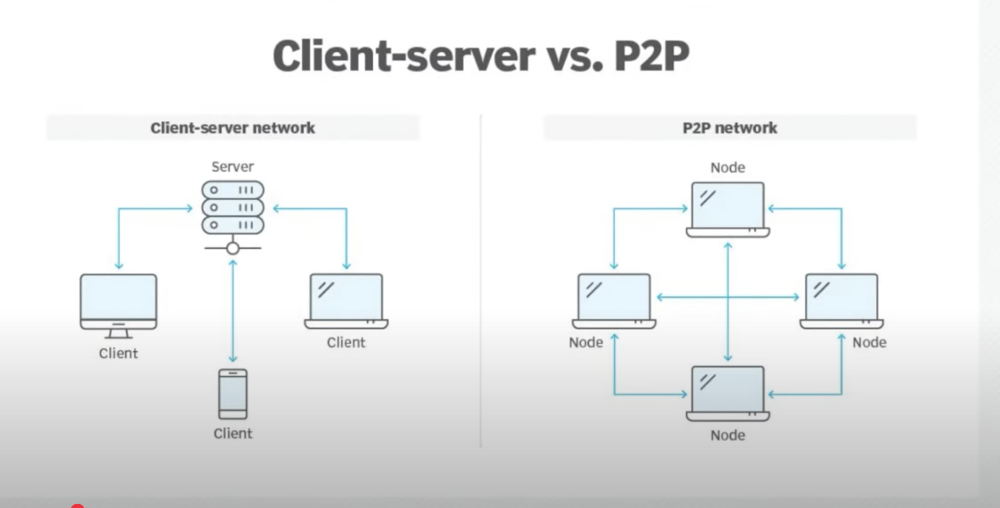 Client-server vs. P2P
Client-server network
Server
Client
Client
Client
P2P network
Node
Node
Node
Node